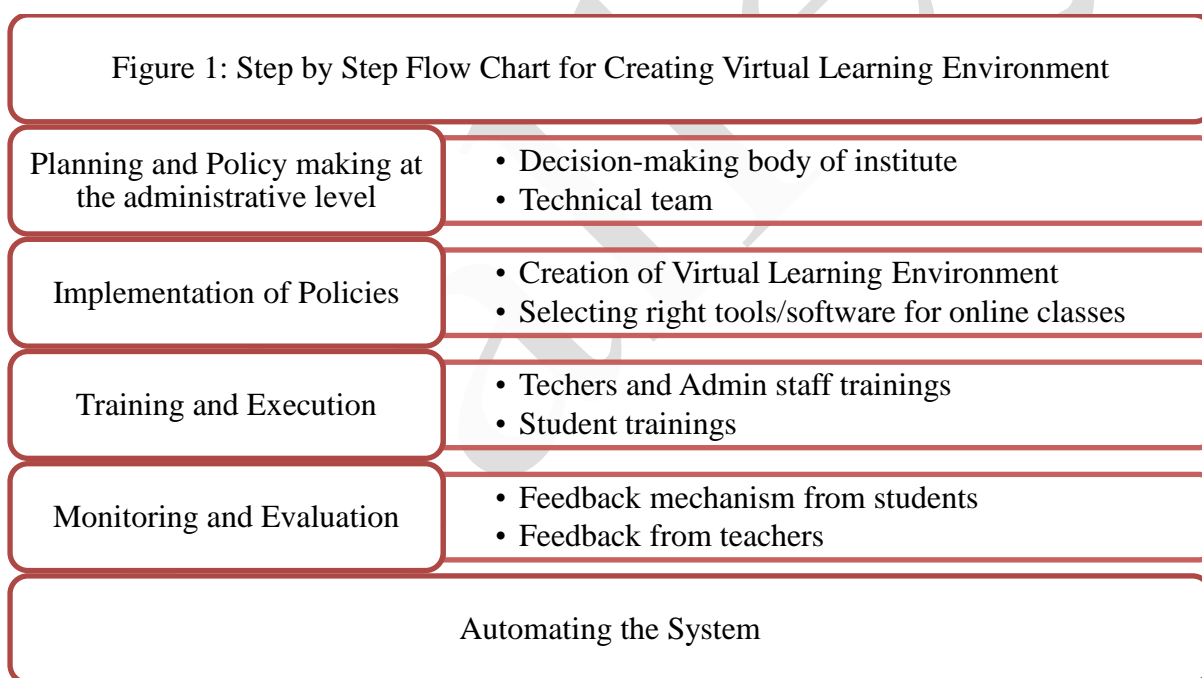 Figure 1: Step by Step Flow Chart for Creating Virtual Learning Environment
Planning and Policy making at
the administrative level
• Decision-making body of institute
• Technical team
Implementation of Policies
• Creation of Virtual Learning Environment
• Selecting right tools/software for online classes
Training and Execution
• Techers and Admin staff trainings
• Student trainings
Monitoring and Evaluation
• Feedback mechanism from students
• Feedback from teachers
Automating the System